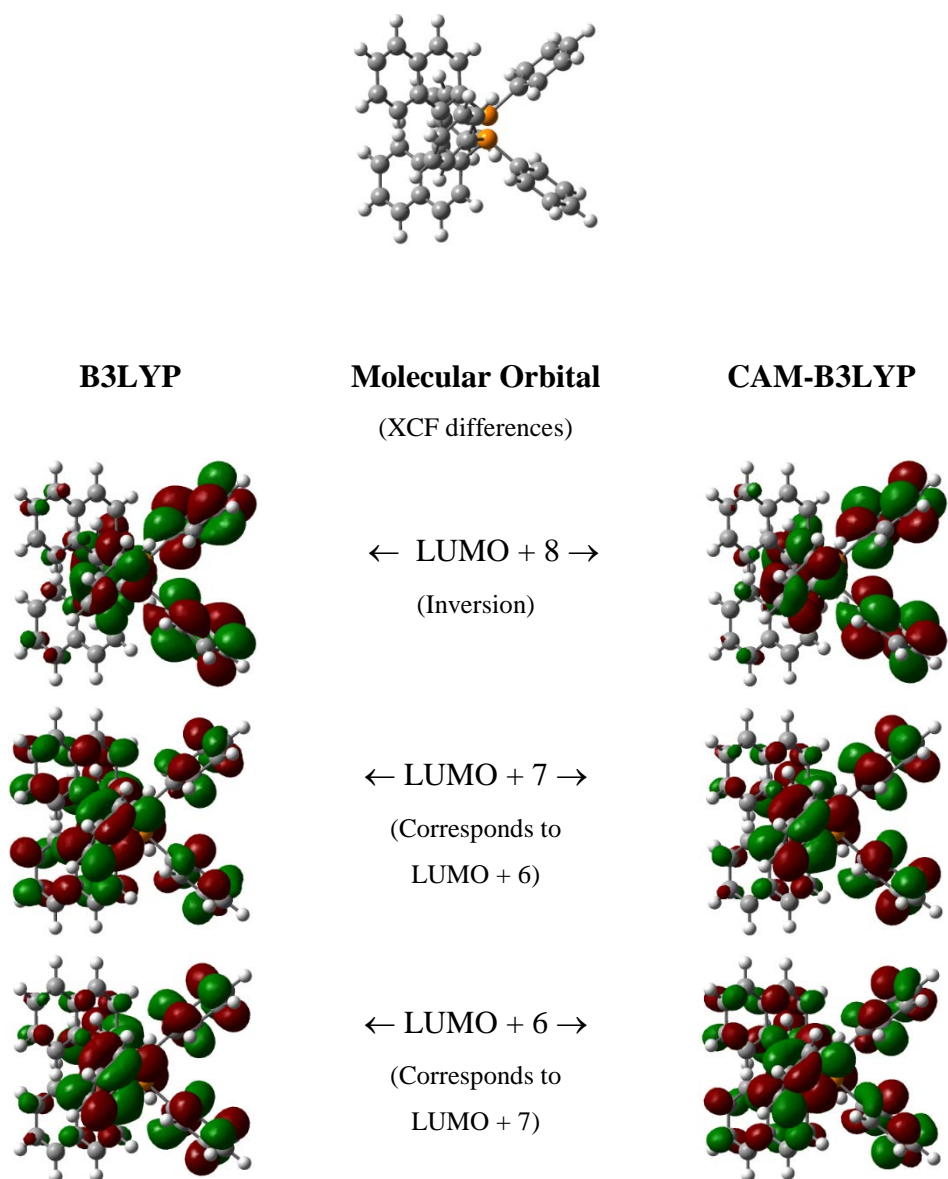 B3LYP Molecular Orbital CAM-B3LYP
(XCF differences)
← LUMO + 8 →
(Inversion)
← LUMO + 7 →
(Corresponds to
LUMO + 6)
← LUMO + 6 →
(Corresponds to
LUMO + 7)